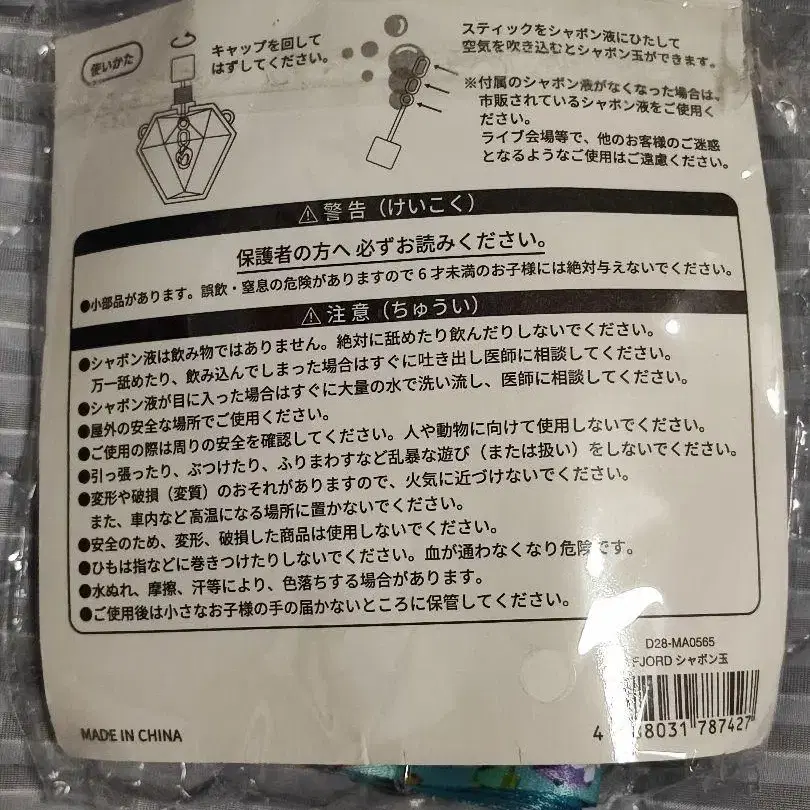 使いかた
キャップを回して
はずしてください。
スティックをシャボン液にひたして
空気を吹き込むとシャボン玉ができます。
※付属のシャボン液がなくなった場合は、
市販されているシャボン液をご使用く
ださい。
ライブ会場等で、他のお客様のご迷惑
となるようなご使用はご遠慮ください。
⚠警告（けいこく）
保護者の方へ 必ずお読みください。
●小部品があります。誤飲・窒息の危険がありますので6才未満のお子様には絶対与えないでください。
⚠注意（ちゅうい）
●シャボン液は飲み物ではありません。絶対に舐めたり飲んだりしないでください。
万一舐めたり、飲み込んでしまった場合はすぐに吐き出し医師に相談してください。
●シャボン液が目に入った場合はすぐに大量の水で洗い流し、医師に相談してください。
●屋外の安全な場所でご使用ください。
●ご使用の際は周りの安全を確認してください。人や動物に向けて使用しないでください。
●引っ張ったり、ぶつけたり、ふりまわすなど乱暴な遊び（または扱い）をしないでください。
●変形や破損（変質）のおそれがありますので、火気に近づけないでください。
また、車内など高温になる場所に置かないでください。
●安全のため、変形、破損した商品は使用しないでください。
●ひもは指などに巻きつけたりしないでください。血が通わなくなり危険です。
●水ぬれ、摩擦、汗等により、色落ちする場合があります。
●ご使用後は小さなお子様の手の届かないところに保管してください。
D28-MA0565
FJORD シャボン玉
MADE IN CHINA
8031 787427